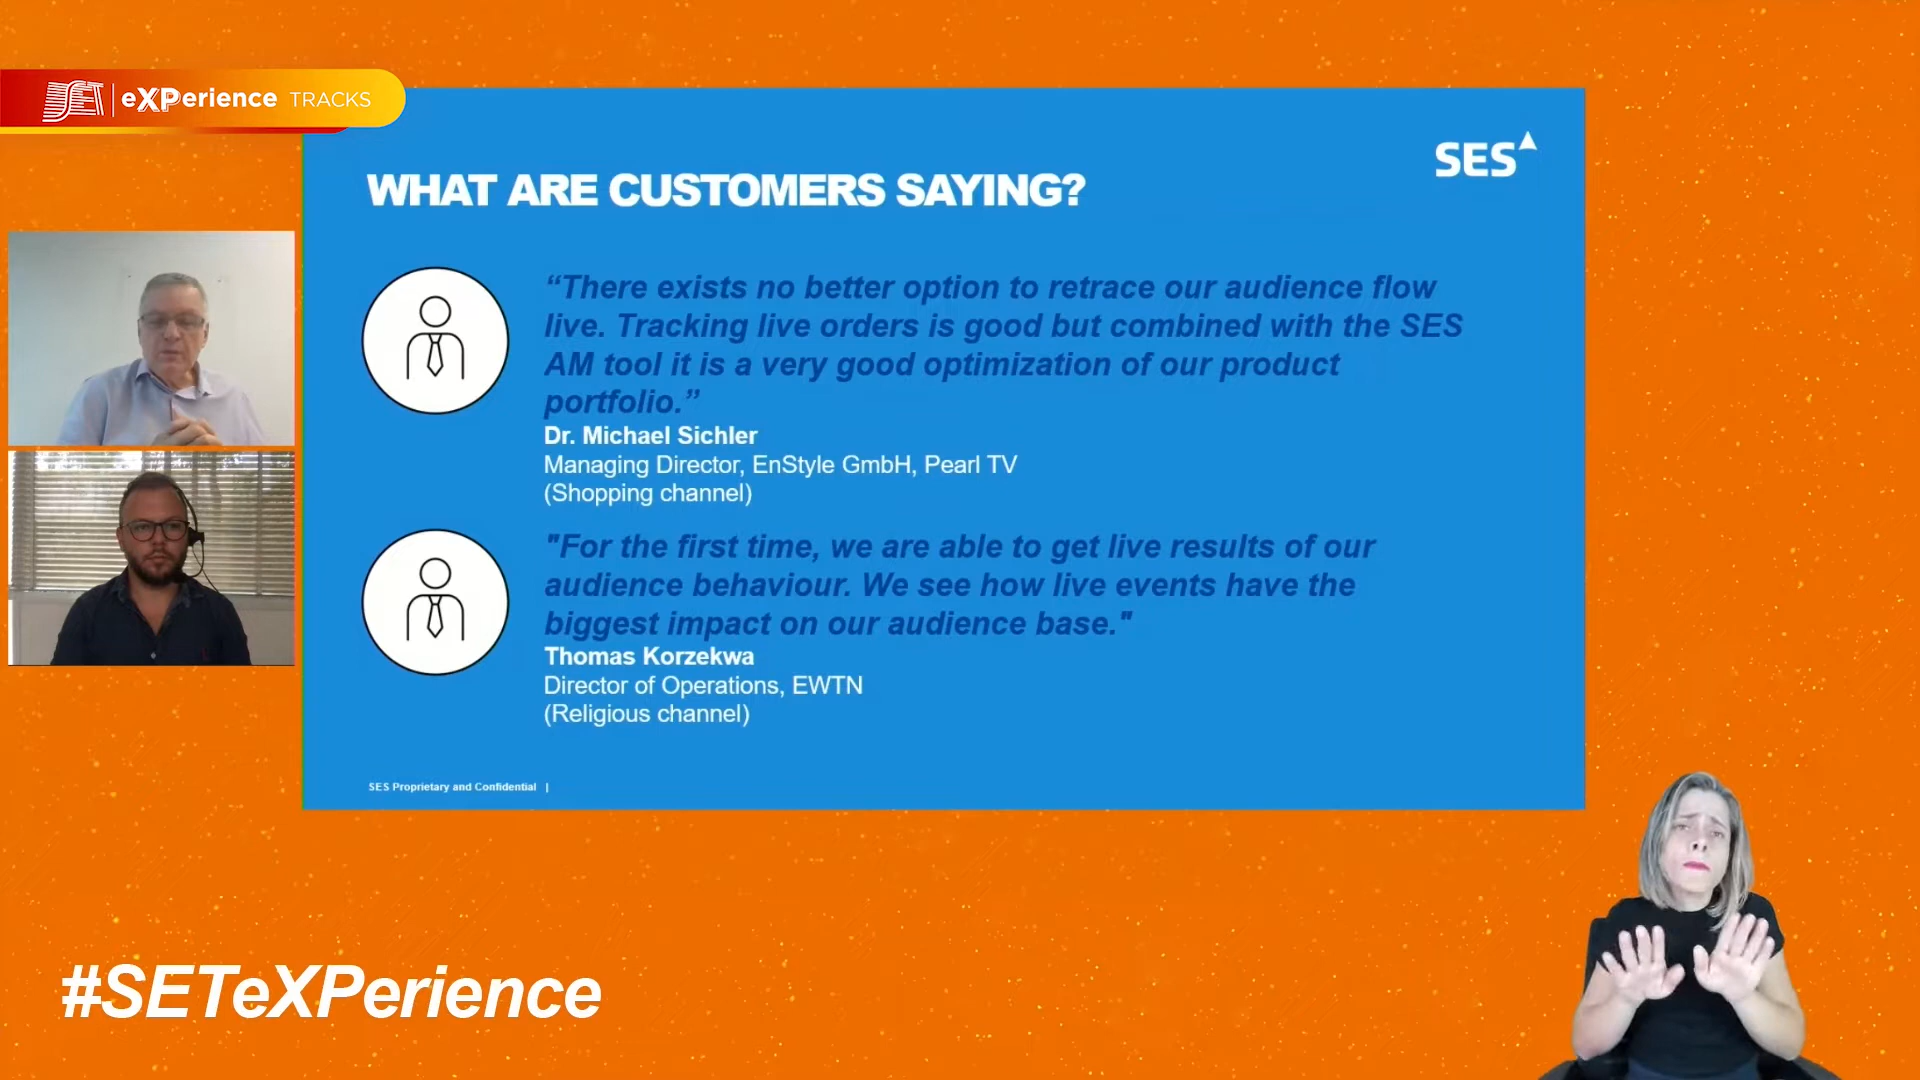 SET eXPerience TRACKS
SES
WHAT ARE CUSTOMERS SAYING?
“There exists no better option to retrace our audience flow
live. Tracking live orders is good but combined with the SES
AM tool it is a very good optimization of our product
portfolio.”
Dr. Michael Sichler
Managing Director, EnStyle GmbH, Pearl TV
(Shopping channel)
"For the first time, we are able to get live results of our
audience behaviour. We see how live events have the
biggest impact on our audience base."
Thomas Korzekwa
Director of Operations, EWTN
(Religious channel)
SES Proprietary and Confidential |
#SETeXPerience